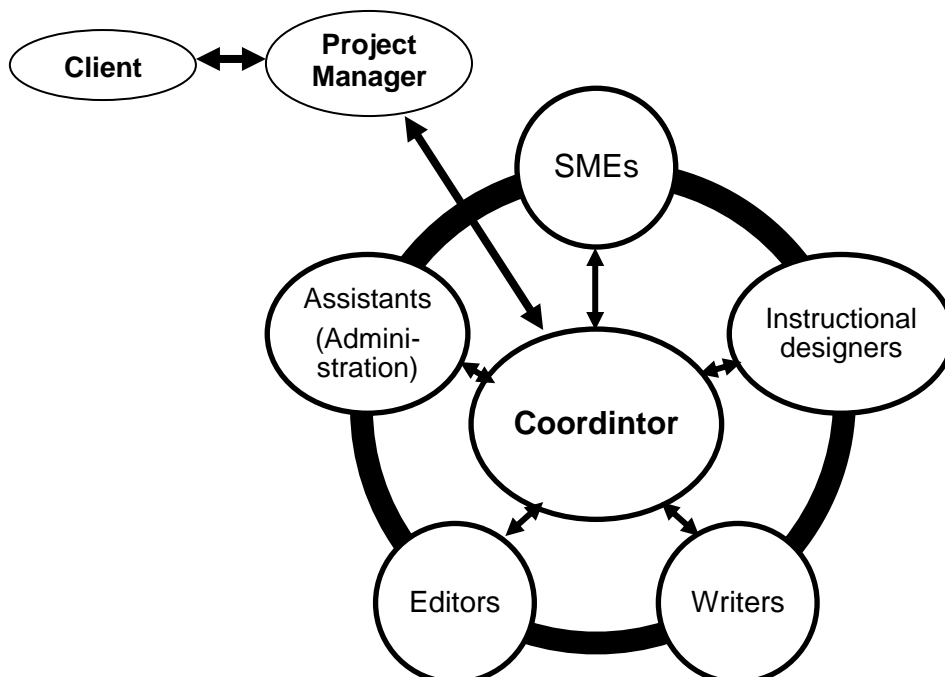 Client
Project
Manager
SMEs
Assistants
(Admini-
stration)
Instructional
designers
Coordintor
Editors
Writers